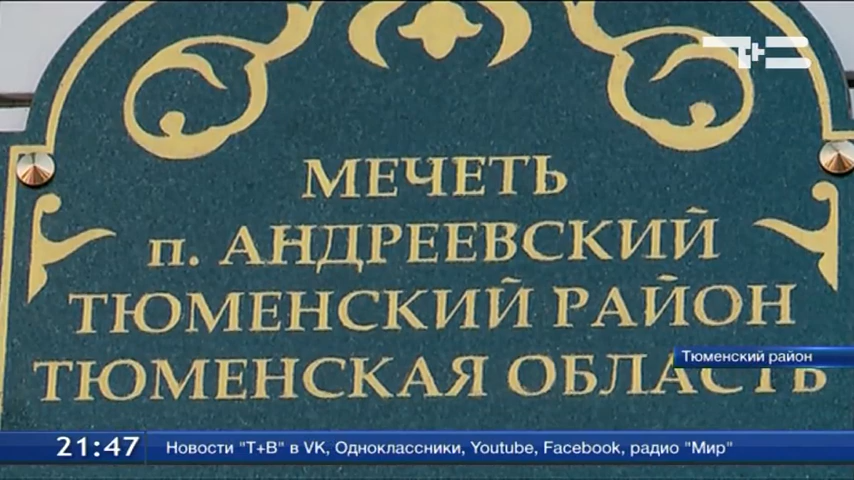 Т+В
МЕЧЕТЬ
п. АНДРЕЕВСКИЙ
ТЮМЕНСКИЙ РАЙОН
ТЮМЕНСКАЯ ОБЛАСТЬ
Тюменский район
21:47 Новости "Т+В" в VK, Одноклассники, Youtube, Facebook, радио "Мир"